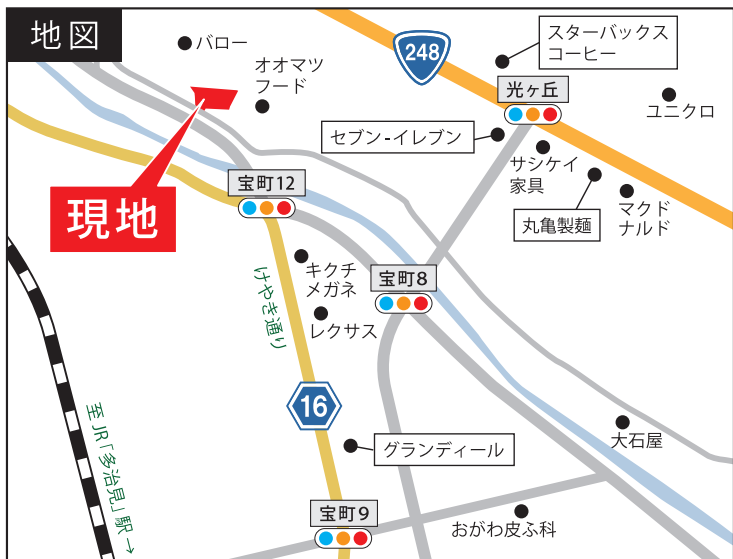 地図
バロー
オオマツ
フード
248
スターバックス
コーヒー
光ヶ丘
ユニクロ
セブン-イレブン
サンケイ
家具
マクド
ナルド
丸亀製麺
宝町12
現地
キクチ
メガネ
宝町8
けやき通り
レクサス
16
大石屋
グランディール
至JR「多治見」駅→
宝町9
おがわ皮ふ科